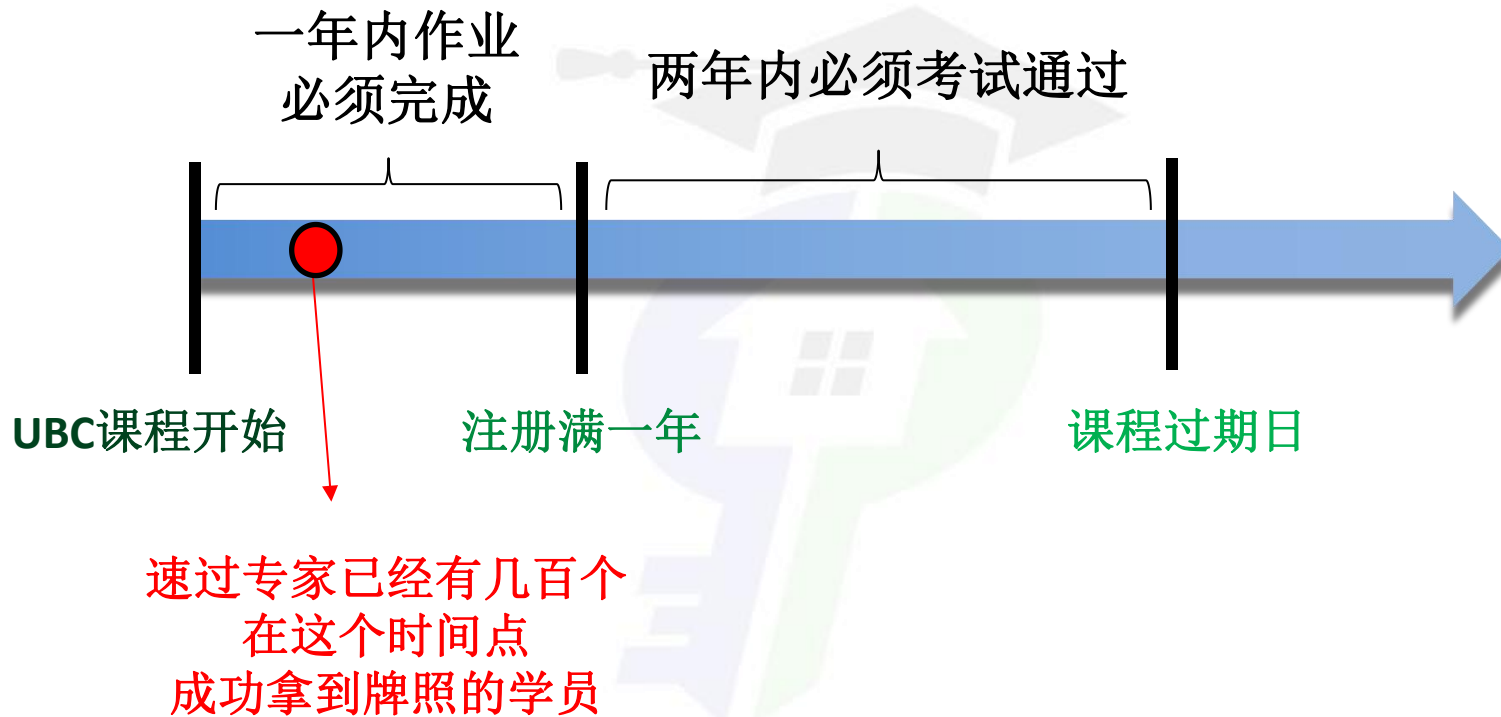 一年内作业
必须完成
两年内必须考试通过
UBC课程开始
注册满一年
课程过期日
速过专家已经有几百个
在这个时间点
成功拿到牌照的学员